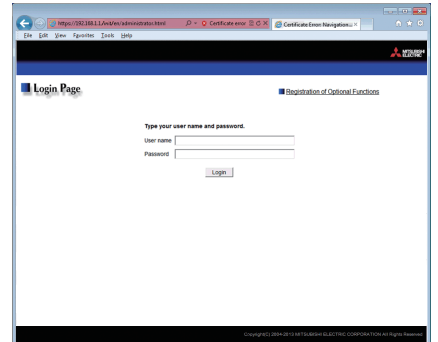 https://192.168.1.1/aist/en/administrator.html
Certificate error
Certificate Error: Navigation...
File Edit View Favorites Tools Help
MITSUBISHI
ELECTRIC
Login Page
Registration of Optional Functions
Type your user name and password.
User name
Password
Login
Copyright(C) 2004-2013 MITSUBISHI ELECTRIC CORPORATION All Rights Reserved